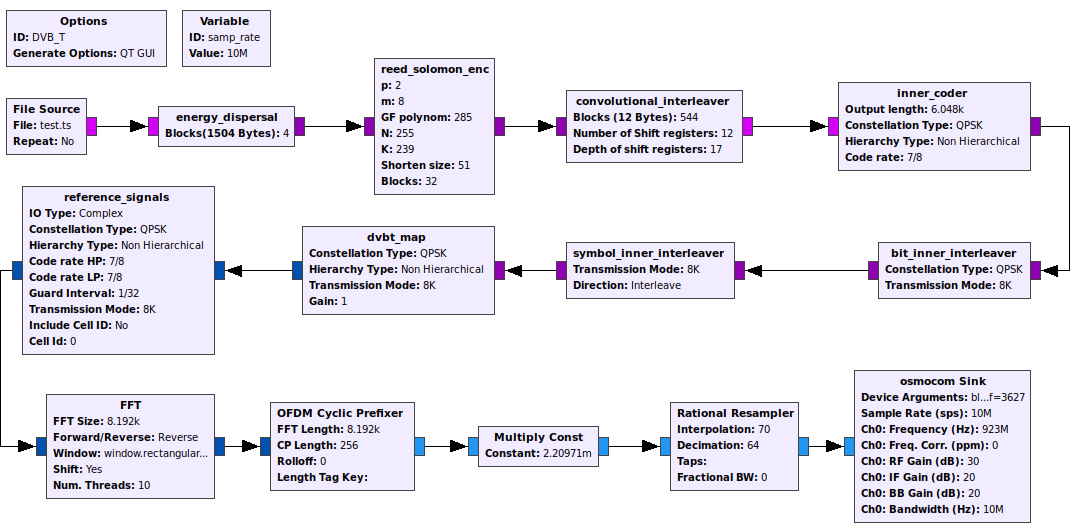 Options
ID: DVB_T
Generate Options: QT GUI
Variable
ID: samp_rate
Value: 10M
File Source
File: test.ts
Repeat: No
energy_dispersal
Blocks(1504 Bytes): 4
reed_solomon_enc
p: 2
m: 8
GF polynom: 285
N: 255
K: 239
Shorten size: 51
Blocks: 32
convolutional_interleaver
Blocks (12 Bytes): 544
Number of Shift registers: 12
Depth of shift registers: 17
inner_coder
Output length: 6.048k
Constellation Type: QPSK
Hierarchy Type: Non Hierarchical
Code rate: 7/8
reference_signals
IO Type: Complex
Constellation Type: QPSK
Hierarchy Type: Non Hierarchical
Code rate HP: 7/8
Code rate LP: 7/8
Guard Interval: 1/32
Transmission Mode: 8K
Include Cell ID: No
Cell Id: 0
dvbt_map
Constellation Type: QPSK
Hierarchy Type: Non Hierarchical
Transmission Mode: 8K
Gain: 1
symbol_inner_interleaver
Transmission Mode: 8K
Direction: Interleave
bit_inner_interleaver
Constellation Type: QPSK
Transmission Mode: 8K
FFT
FFT Size: 8.192k
Forward/Reverse: Reverse
Window: window.rectangular...
Shift: Yes
Num. Threads: 10
OFDM Cyclic Prefixer
FFT Length: 8.192k
CP Length: 256
Rolloff: 0
Length Tag Key:
Multiply Const
Constant: 2.20971m
Rational Resampler
Interpolation: 70
Decimation: 64
Taps:
Fractional BW: 0
osmocom Sink
Device Arguments: bl...f=3627
Sample Rate (sps): 10M
Ch0: Frequency (Hz): 923M
Ch0: Freq. Corr. (ppm): 0
Ch0: RF Gain (dB): 30
Ch0: IF Gain (dB): 20
Ch0: BB Gain (dB): 20
Ch0: Bandwidth (Hz): 10M